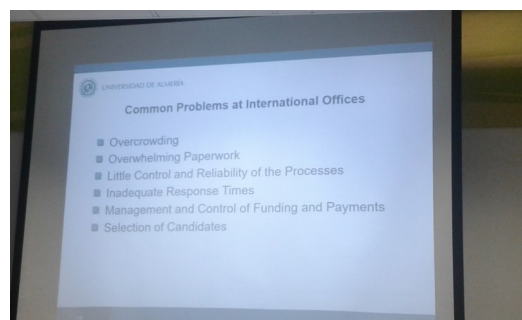 UNIVERSIDAD DE ALMERÍA
Common Problems at International Offices
Overcrowding
Overwhelming Paperwork
Little Control and Reliability of the Processes
Inadequate Response Times
Management and Control of Funding and Payments
Selection of Candidates